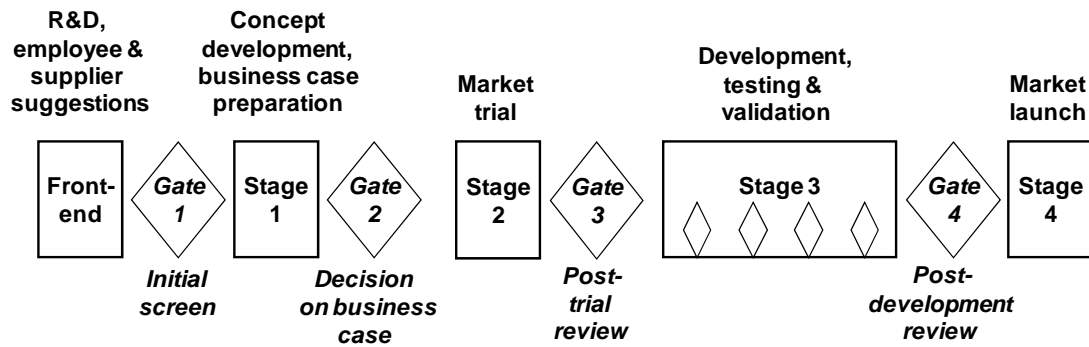 R&D,
employee &
supplier
suggestions
Concept
development,
business case
preparation
Market
trial
Development,
testing &
validation
Market
launch
Front-
end
Gate
1
Stage
1
Gate
2
Stage
2
Gate
3
Stage 3
Gate
4
Stage
4
Initial
screen
Decision
on business
case
Post-
trial
review
Post-
development
review